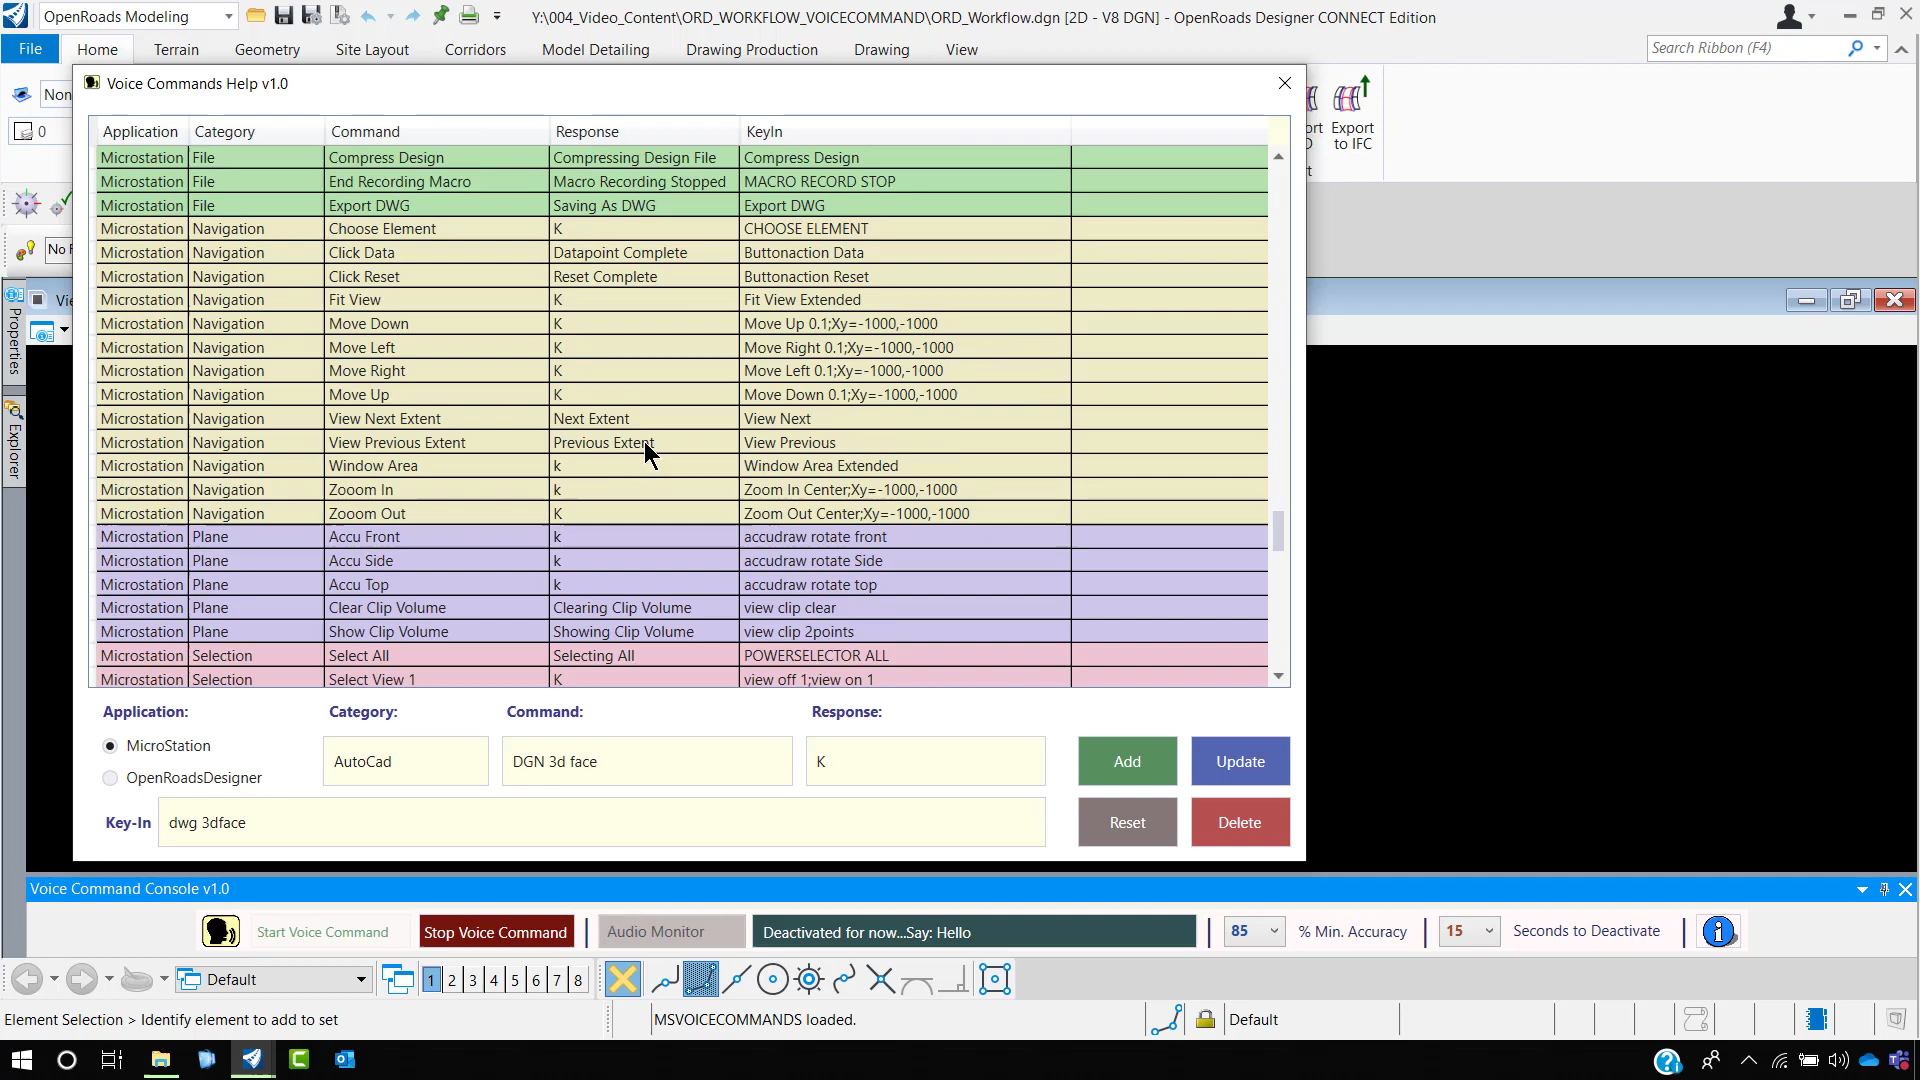 OpenRoads Modeling
Y:\004_Video_Content\ORD_WORKFLOW_VOICECOMMAND\ORD_Workflow.dgn [2D - V8 DGN] - OpenRoads Designer CONNECT Edition
File Home Terrain Geometry Site Layout Corridors Model Detailing Drawing Production Drawing View Search Ribbon (F4)
Non
0
No F
Export to IFC
Voice Commands Help v1.0
Application Category Command Response KeyIn
Microstation File Compress Design Compressing Design File Compress Design
Microstation File End Recording Macro Macro Recording Stopped MACRO RECORD STOP
Microstation File Export DWG Saving As DWG Export DWG
Microstation Navigation Choose Element K CHOOSE ELEMENT
Microstation Navigation Click Data Datapoint Complete Buttonaction Data
Microstation Navigation Click Reset Reset Complete Buttonaction Reset
Microstation Navigation Fit View K Fit View Extended
Microstation Navigation Move Down K Move Up 0.1;Xy=-1000,-1000
Microstation Navigation Move Left K Move Right 0.1;Xy=-1000,-1000
Microstation Navigation Move Right K Move Left 0.1;Xy=-1000,-1000
Microstation Navigation Move Up K Move Down 0.1;Xy=-1000,-1000
Microstation Navigation View Next Extent Next Extent View Next
Microstation Navigation View Previous Extent Previous Extent View Previous
Microstation Navigation Window Area k Window Area Extended
Microstation Navigation Zooom In k Zoom In Center;Xy=-1000,-1000
Microstation Navigation Zooom Out K Zoom Out Center;Xy=-1000,-1000
Microstation Plane Accu Front k accudraw rotate front
Microstation Plane Accu Side k accudraw rotate Side
Microstation Plane Accu Top k accudraw rotate top
Microstation Plane Clear Clip Volume Clearing Clip Volume view clip clear
Microstation Plane Show Clip Volume Showing Clip Volume view clip 2points
Microstation Selection Select All Selecting All POWERSELECTOR ALL
Microstation Selection Select View 1 K view off 1;view on 1
Application: Category: Command: Response:
MicroStation
OpenRoadsDesigner
AutoCad DGN 3d face K Add Update
Key-In dwg 3dface Reset Delete
Properties
Explorer
Voice Command Console v1.0
Start Voice Command Stop Voice Command Audio Monitor Deactivated for now...Say: Hello 85 % Min. Accuracy 15 Seconds to Deactivate
Default 1 2 3 4 5 6 7 8
Element Selection > Identify element to add to set MSVOICECOMMANDS loaded. Default